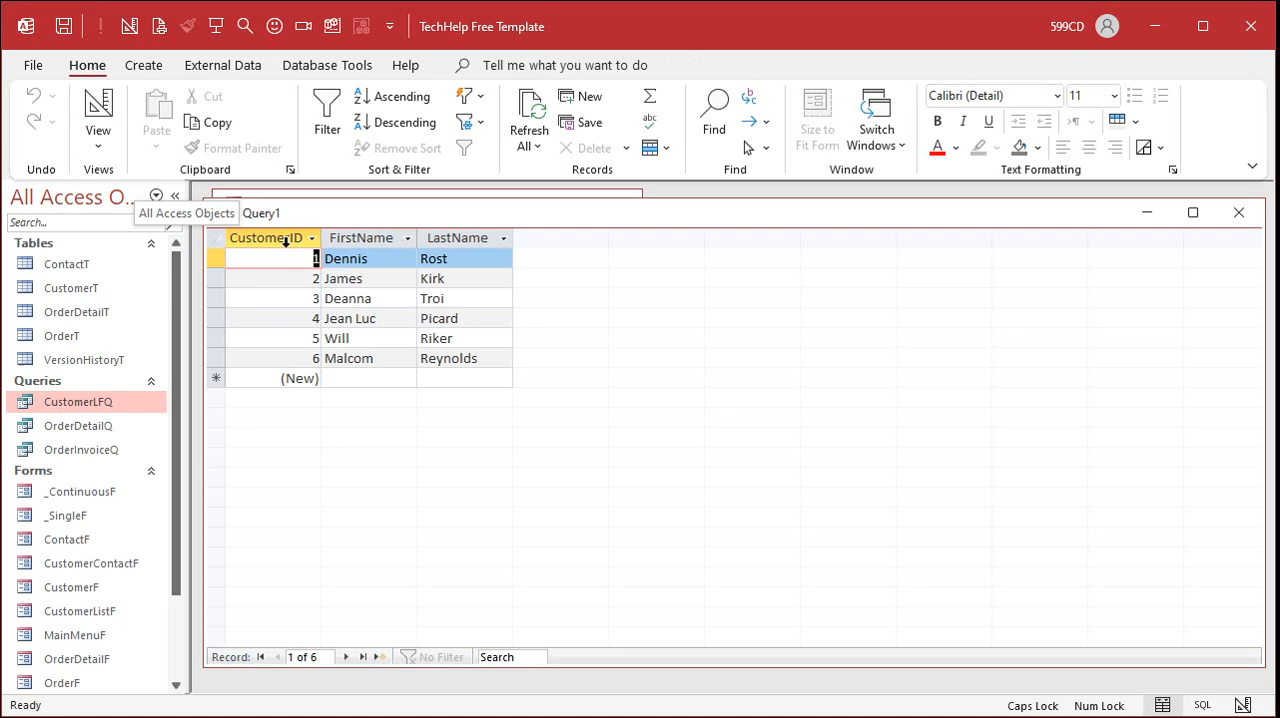 TechHelp Free Template
599CD
File Home Create External Data Database Tools Help Tell me what you want to do
Undo
View
Views
Paste
Cut
Copy
Format Painter
Clipboard
Filter
Ascending
Descending
Remove Sort
Sort & Filter
Refresh
All
New
Save
Delete
Records
Find
Find
Size to
Fit Form
Switch
Windows
Window
Calibri (Detail) 11
B I U
A
Text Formatting
All Access O...
Search...
All Access Objects
Tables
ContactT
CustomerT
OrderDetailT
OrderT
VersionHistoryT
Queries
CustomerLFQ
OrderDetailQ
OrderInvoiceQ
Forms
_ContinuousF
_SingleF
ContactF
CustomerContactF
CustomerF
CustomerListF
MainMenuF
OrderDetailF
OrderF
Query1
CustomerID FirstName LastName
1 Dennis Rost
2 James Kirk
3 Deanna Troi
4 Jean Luc Picard
5 Will Riker
6 Malcom Reynolds
(New)
Record: 1 of 6 No Filter Search
Ready
Caps Lock Num Lock SQL